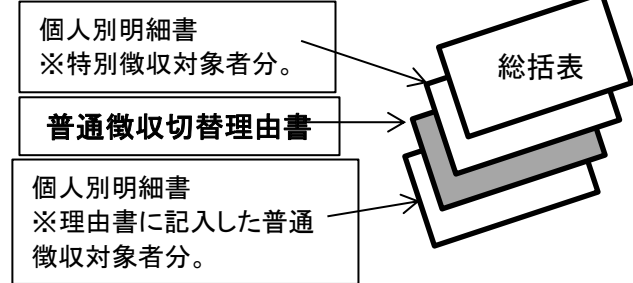 個人別明細書
※特別徴収対象者分。
総括表
普通徴収切替理由書
個人別明細書
※理由書に記入した普通
徴収対象者分。